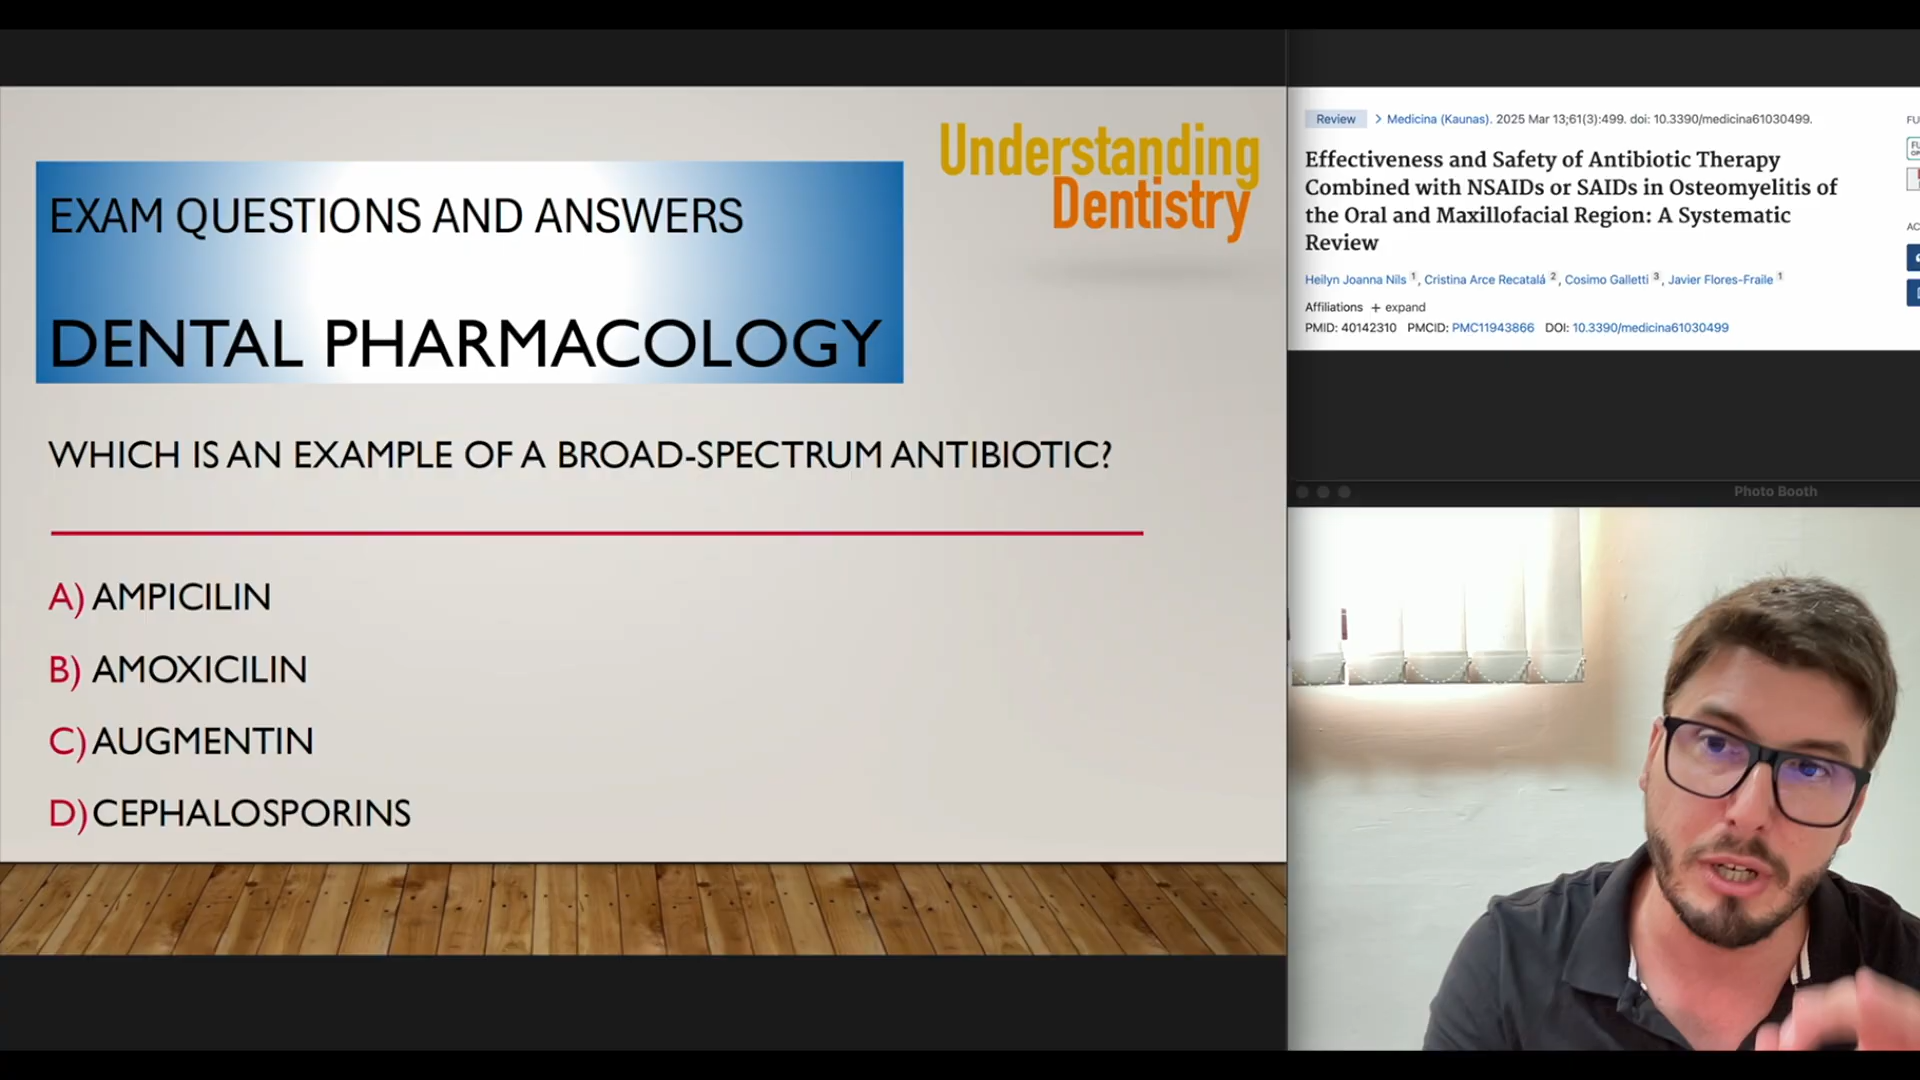 Understanding
Dentistry
EXAM QUESTIONS AND ANSWERS
DENTAL PHARMACOLOGY
WHICH IS AN EXAMPLE OF A BROAD-SPECTRUM ANTIBIOTIC?
A) AMPICILIN
B) AMOXICILIN
C) AUGMENTIN
D) CEPHALOSPORINS
Review > Medicina (Kaunas). 2025 Mar 13;61(3):499. doi: 10.3390/medicina61030499.
Effectiveness and Safety of Antibiotic Therapy
Combined with NSAIDs or SAIDs in Osteomyelitis of
the Oral and Maxillofacial Region: A Systematic
Review
Heilyn Joanna Nils 1, Cristina Arce Recatalá 2, Cosimo Galletti 3, Javier Flores-Fraile 1
Affiliations + expand
PMID: 40142310 PMCID: PMC11943866 DOI: 10.3390/medicina61030499
FU
AC
Photo Booth